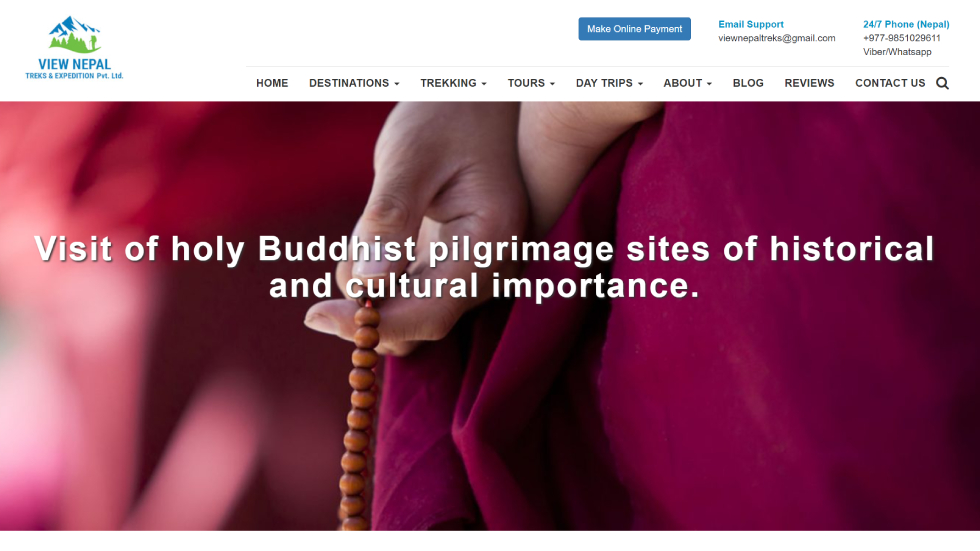 VIEW NEPAL
TREKS & EXPEDITION Pvt. Ltd.
Make Online Payment
Email Support
viewnepaltreks@gmail.com
24/7 Phone (Nepal)
+977-9851029611
Viber/Whatsapp
HOME DESTINATIONS TREKKING TOURS DAY TRIPS ABOUT BLOG REVIEWS CONTACT US
Visit of holy Buddhist pilgrimage sites of historical
and cultural importance.